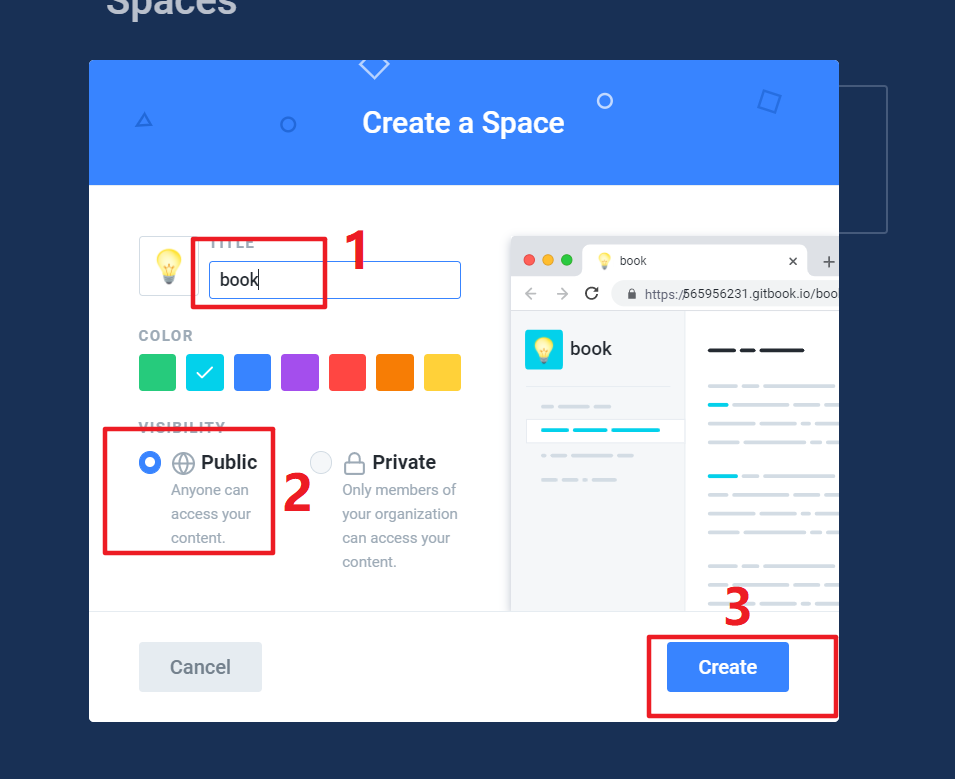 Spaces
Create a Space
TITLE
1
book
COLOR
VISIBILITY
Public
Anyone can
access your
content.
2
Private
Only members of
your organization
can access your
content.
book
https://565956231.gitbook.io/boo
book
3
Cancel
Create